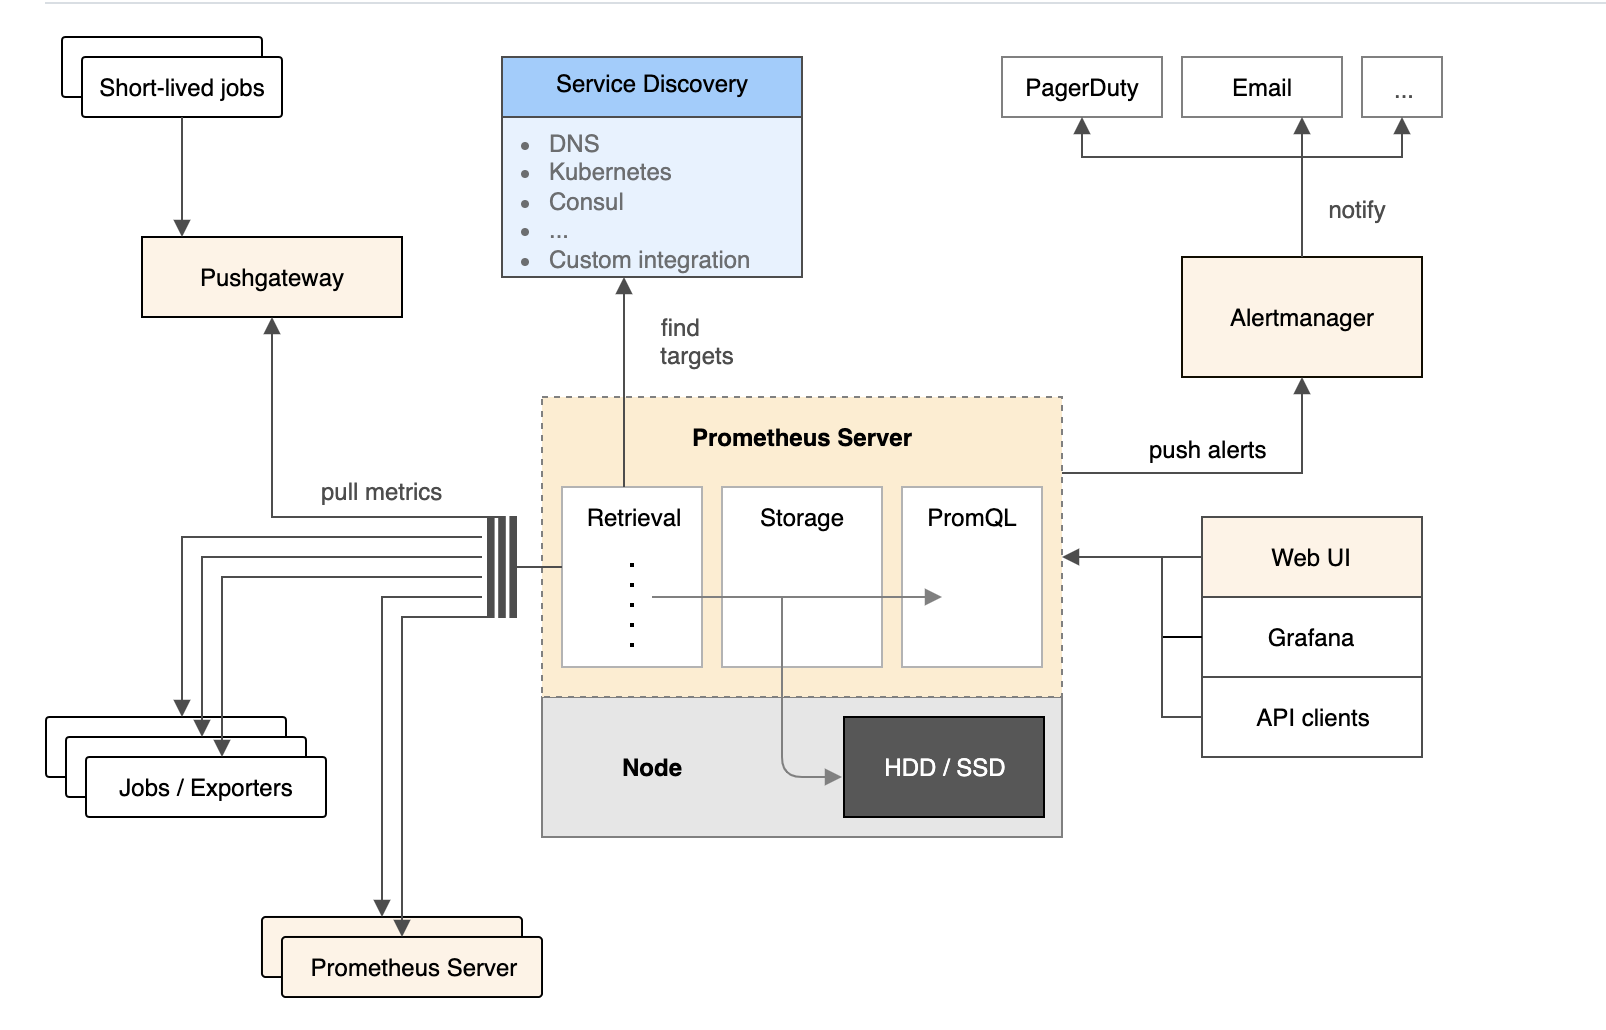 Short-lived jobs
Service Discovery
• DNS
• Kubernetes
• Consul
• ...
• Custom integration
PagerDuty
Email
...
notify
Pushgateway
Alertmanager
find
targets
push alerts
Prometheus Server
pull metrics
Retrieval
Storage
PromQL
Web UI
Grafana
API clients
Node
HDD / SSD
Jobs / Exporters
Prometheus Server